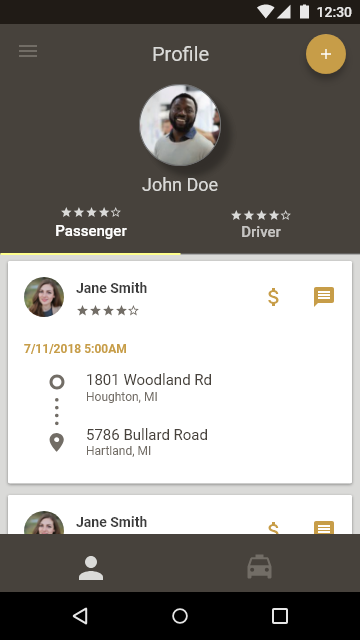 12:30
Profile
+
John Doe
Passenger
Driver
Jane Smith
$
7/11/2018 5:00AM
1801 Woodland Rd
Houghton, MI
5786 Bullard Road
Hartland, MI
Jane Smith
$